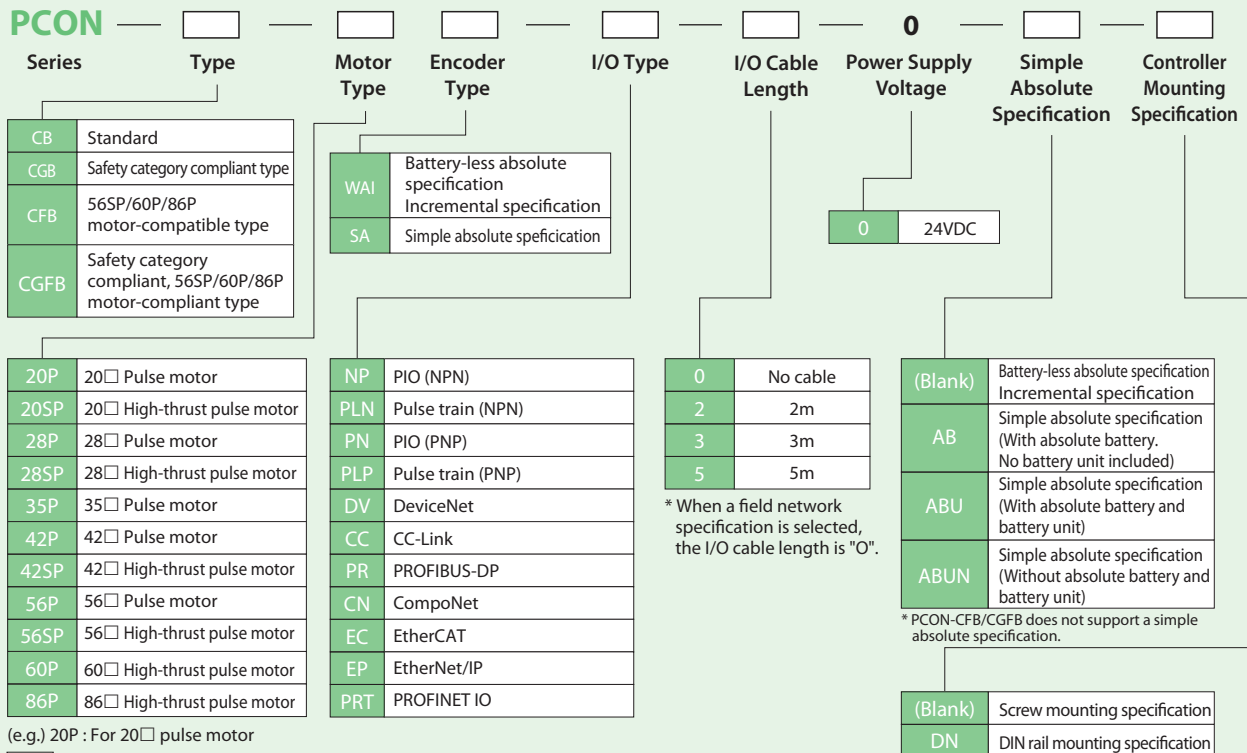 PCON — □ — □ □ — □ — □ — 0 — □ — □
Series
Type
Motor
Type
Encoder
Type
I/O Type
I/O Cable
Length
Power Supply
Voltage
Simple
Absolute
Specification
Controller
Mounting
Specification
CB Standard
CGB Safety category compliant type
CFB 56SP/60P/86P
motor-compatible type
CGFB Safety category
compliant, 56SP/60P/86P
motor-compliant type
WAI Battery-less absolute
specification
Incremental specification
SA Simple absolute speficication
0 24VDC
20P 20□ Pulse motor
20SP 20□ High-thrust pulse motor
28P 28□ Pulse motor
28SP 28□ High-thrust pulse motor
35P 35□ Pulse motor
42P 42□ Pulse motor
42SP 42□ High-thrust pulse motor
56P 56□ Pulse motor
56SP 56□ High-thrust pulse motor
60P 60□ High-thrust pulse motor
86P 86□ High-thrust pulse motor
(e.g.) 20P : For 20□ pulse motor
NP PIO (NPN)
PLN Pulse train (NPN)
PN PIO (PNP)
PLP Pulse train (PNP)
DV DeviceNet
CC CC-Link
PR PROFIBUS-DP
CN CompoNet
EC EtherCAT
EP EtherNet/IP
PRT PROFINET IO
0 No cable
2 2m
3 3m
5 5m
* When a field network
specification is selected,
the I/O cable length is "O".
(Blank) Battery-less absolute specification
Incremental specification
AB Simple absolute specification
(With absolute battery.
No battery unit included)
ABU Simple absolute specification
(With absolute battery and
battery unit)
ABUN Simple absolute specification
(Without absolute battery and
battery unit)
* PCON-CFB/CGFB does not support a simple
absolute specification.
(Blank) Screw mounting specification
DN DIN rail mounting specification